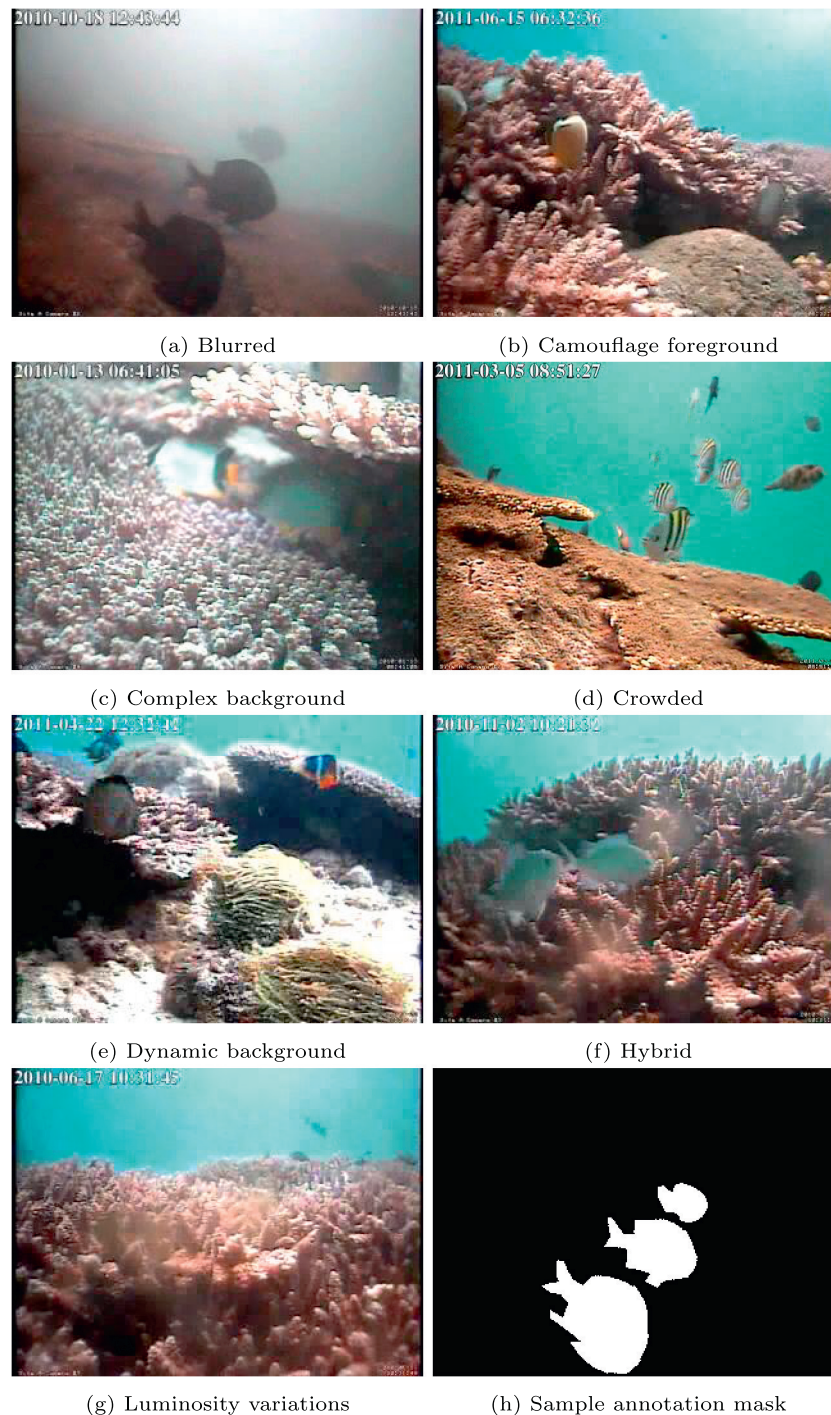 2010-10-18 12:43:44
2011-06-15 06:32:36
(a) Blurred
(b) Camouflage foreground
2010-01-13 06:41:05
2011-03-05 08:51:27
(c) Complex background
(d) Crowded
2011-04-22 12:32:42
2010-11-02 10:21:32
(e) Dynamic background
(f) Hybrid
2010-06-17 10:31:45
(g) Luminosity variations
(h) Sample annotation mask